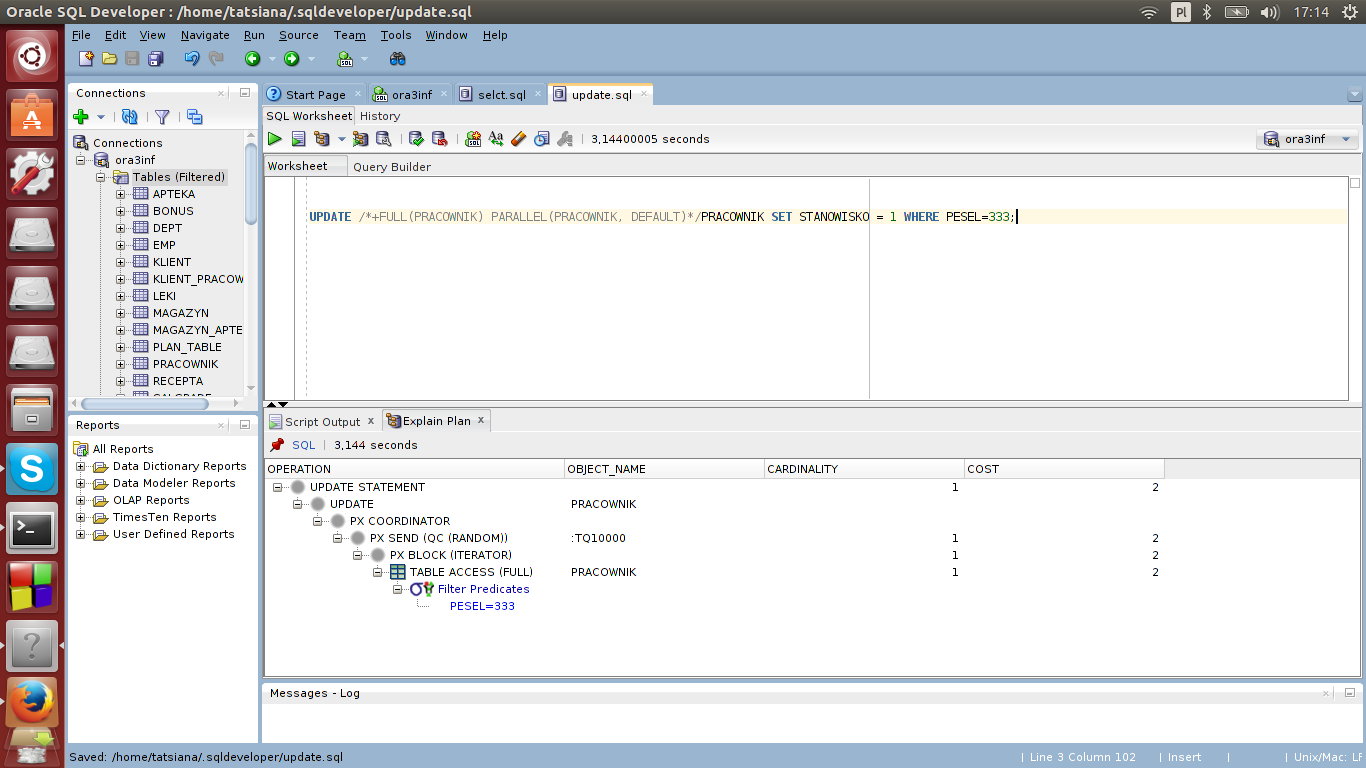 Oracle SQL Developer : /home/tatsiana/.sqldeveloper/update.sql
Pl
17:14
File Edit View Navigate Run Source Team Tools Window Help
Connections
Connections
ora3inf
Tables (Filtered)
APTEKA
BONUS
DEPT
EMP
KLIENT
KLIENT_PRACOW
LEKI
MAGAZYN
MAGAZYN_APTE
PLAN_TABLE
PRACOWNIK
RECEPTA
Reports
All Reports
Data Dictionary Reports
Data Modeler Reports
OLAP Reports
TimesTen Reports
User Defined Reports
Start Page
ora3inf
selct.sql
update.sql
SQL Worksheet History
3,14400005 seconds
ora3inf
Worksheet Query Builder
UPDATE /*+FULL(PRACOWNIK) PARALLEL(PRACOWNIK, DEFAULT)*/PRACOWNIK SET STANOWISKO = 1 WHERE PESEL=333;
Script Output x
Explain Plan x
SQL | 3,144 seconds
OPERATION OBJECT_NAME CARDINALITY COST
UPDATE STATEMENT 1 2
UPDATE PRACOWNIK
PX COORDINATOR
PX SEND (QC (RANDOM)) :TQ10000 1 2
PX BLOCK (ITERATOR) 1 2
TABLE ACCESS (FULL) PRACOWNIK 1 2
Filter Predicates
PESEL=333
Messages - Log
Saved: /home/tatsiana/.sqldeveloper/update.sql
| Line 3 Column 102 | Insert | | Unix/Mac: LF